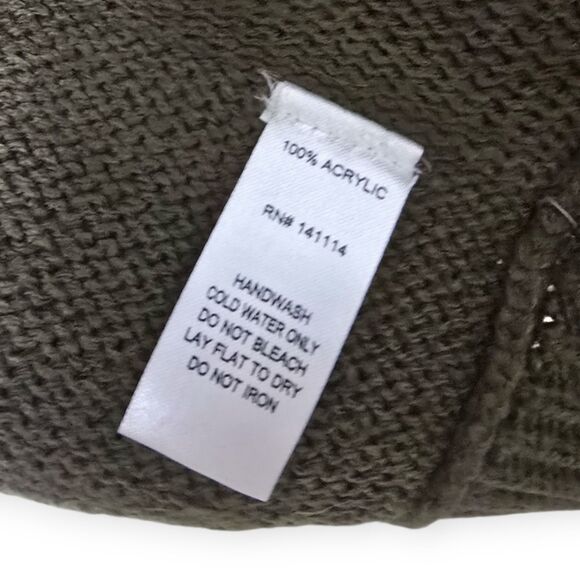 100% ACRYLIC
RN# 141114
HANDWASH
COLD WATER ONLY
DO NOT BLEACH
LAY FLAT TO DRY
DO NOT IRON